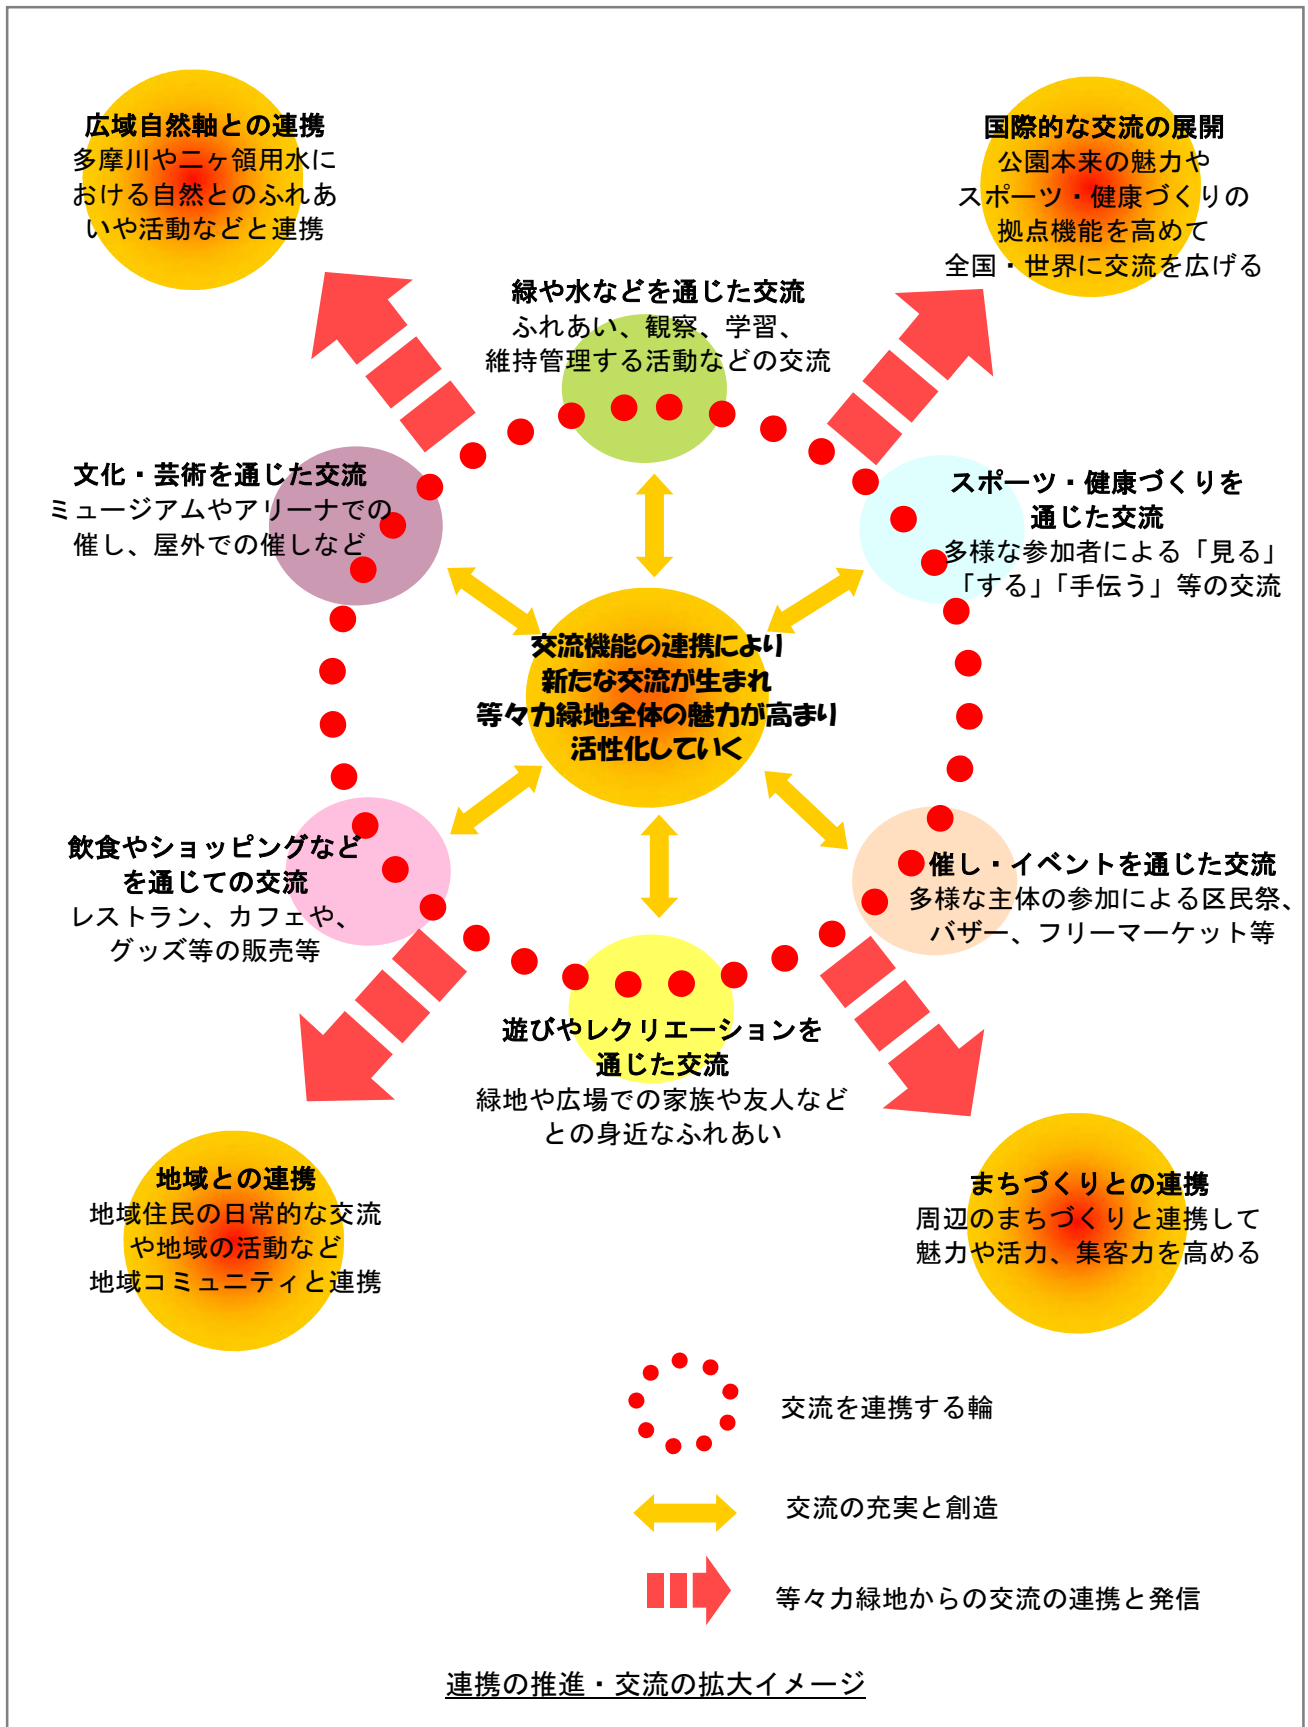 広域自然軸との連携
多摩川や二ヶ領用水に
おける自然とのふれあ
いや活動などと連携
国際的な交流の展開
公園本来の魅力や
スポーツ・健康づくりの
拠点機能を高めて
全国・世界に交流を広げる
緑や水などを通じた交流
ふれあい、観察、学習、
維持管理する活動などの交流
文化・芸術を通じた交流
ミュージアムやアリーナでの
催し、屋外での催しなど
スポーツ・健康づくりを
通じた交流
多様な参加者による「見る」
「する」「手伝う」等の交流
交流機能の連携により
新たな交流が生まれ
等々力緑地全体の魅力が高まり
活性化していく
飲食やショッピングなど
を通じての交流
レストラン、カフェや、
グッズ等の販売等
催し・イベントを通じた交流
多様な主体の参加による区民祭、
バザー、フリーマーケット等
遊びやレクリエーションを
通じた交流
緑地や広場での家族や友人など
との身近なふれあい
地域との連携
地域住民の日常的な交流
や地域の活動など
地域コミュニティと連携
まちづくりとの連携
周辺のまちづくりと連携して
魅力や活力、集客力を高める
交流を連携する輪
交流の充実と創造
等々力緑地からの交流の連携と発信
連携の推進・交流の拡大イメージ